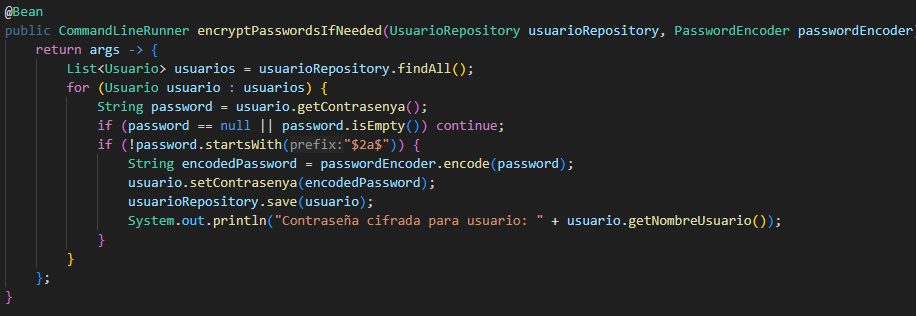 @Bean
public CommandLineRunner encryptPasswordsIfNeeded(UsuarioRepository usuarioRepository, PasswordEncoder passwordEncoder
return args -> {
List<Usuario> usuarios = usuarioRepository.findAll();
for (Usuario usuario : usuarios) {
String password = usuario.getContrasenya();
if (password == null || password.isEmpty()) continue;
if (!password.startsWith(prefix:"$2a$")) {
String encodedPassword = passwordEncoder.encode(password);
usuario.setContrasenya(encodedPassword);
usuarioRepository.save(usuario);
System.out.println("Contraseña cifrada para usuario: " + usuario.getNombreUsuario());
}
}
};
}